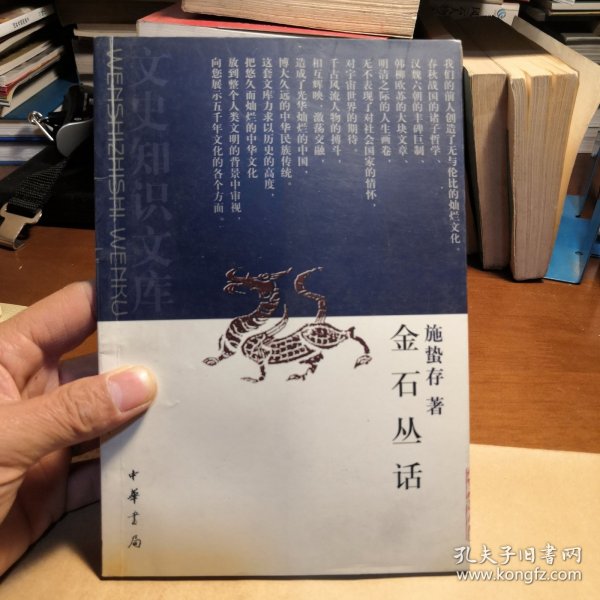 我们的前人创造了无与伦比的灿烂文化。
春秋战国的诸子哲学、
汉魏六朝的丰碑巨制、
韩柳欧苏的大块文章、
明清之际的人生画卷,
无不表现了对社会国家的情怀,
对宇宙世界的期待。
千古风流人物的搏斗,
相互辉映、激荡交融,
造成了光华灿烂的中国,
博大久远的中华民族传统。
这套文库力求以历史的高度,
把悠久而灿烂的中华文化
放到整个人类文明的背景中审视,
向您展示五千年文化的各个方面。
文史知识文库
WENSHIZHISHI WENKU
施蛰存 著
金石丛话
中华书局
孔夫子旧书网
www.kongfz.com